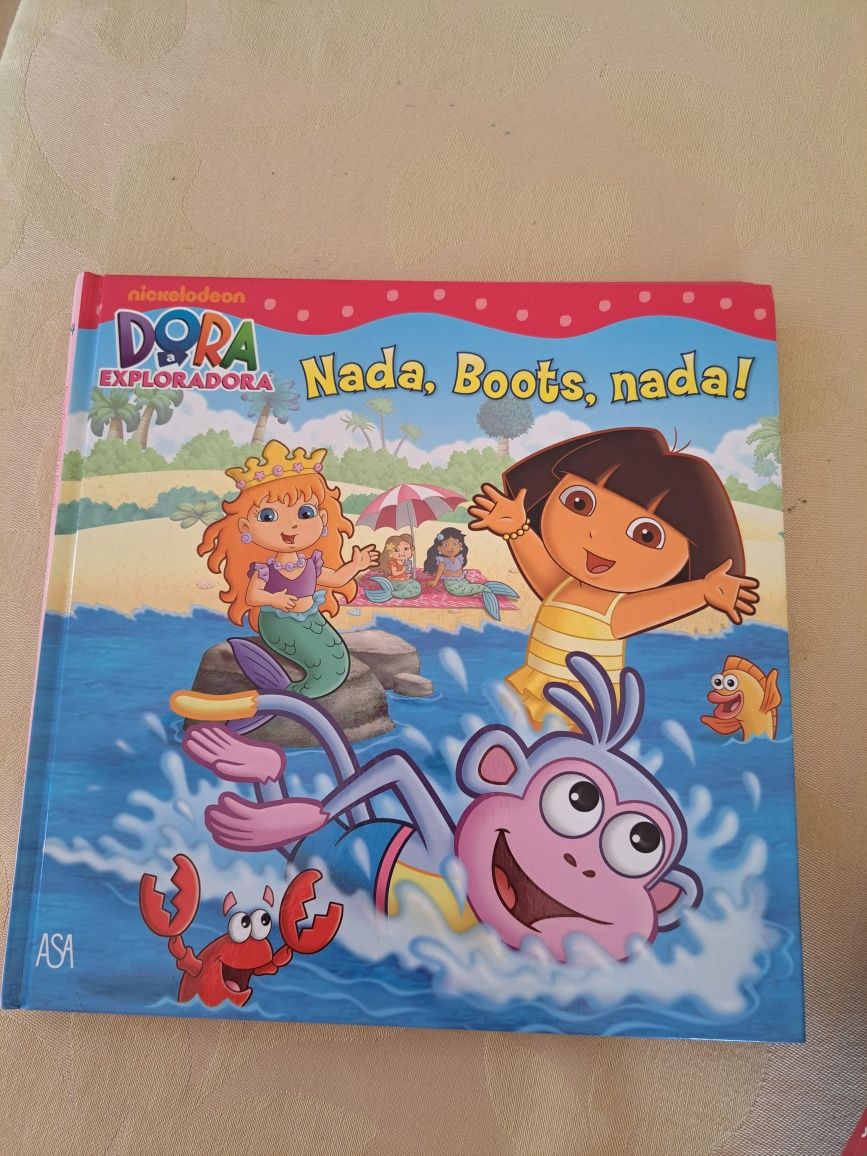 nickelodeon
DORA
a
EXPLORADORA
Nada, Boots, nada!
ASA